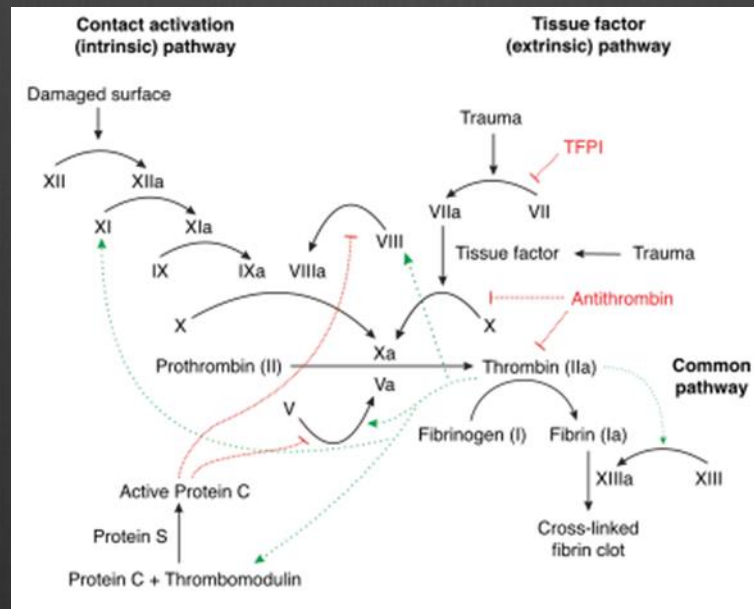 Contact activation
(intrinsic) pathway
Tissue factor
(extrinsic) pathway
Damaged surface
Trauma
TFPI
XII
XIIa
XI
XIa
VIIa
VII
VIII
IX
IXa
VIIIa
Tissue factor
Trauma
X
X
Antithrombin
Xa
Prothrombin (II)
Thrombin (IIa)
Common
pathway
Va
V
Fibrinogen (I)
Fibrin (Ia)
XIIIa
XIII
Active Protein C
Protein S
Cross-linked
fibrin clot
Protein C + Thrombomodulin